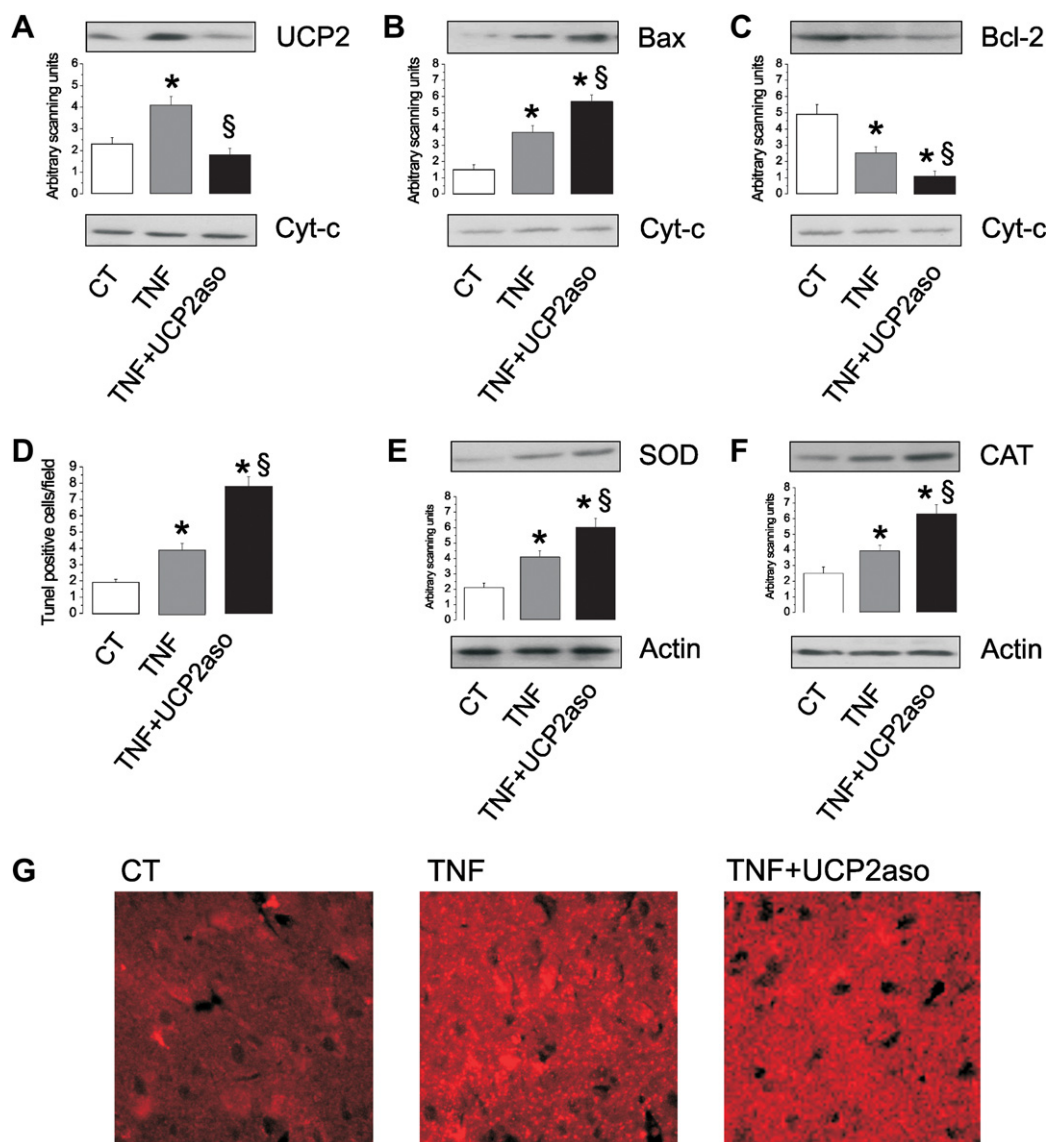 A
UCP2
Arbitrary scanning units
6
5
4
3
2
1
0
*
§
Cyt-c
CT
TNF
TNF+UCP2aso
B
Bax
Arbitrary scanning units
8
7
6
5
4
3
2
1
0
*
* §
Cyt-c
CT
TNF
TNF+UCP2aso
C
Bcl-2
Arbitrary scanning units
8
7
6
5
4
3
2
1
0
*
* §
Cyt-c
CT
TNF
TNF+UCP2aso
D
Tunel positive cells/field
9
8
7
6
5
4
3
2
1
0
*
* §
CT
TNF
TNF+UCP2aso
E
SOD
Arbitrary scanning units
8
7
6
5
4
3
2
1
0
*
* §
Actin
CT
TNF
TNF+UCP2aso
F
CAT
Arbitrary scanning units
8
7
6
5
4
3
2
1
0
*
* §
Actin
CT
TNF
TNF+UCP2aso
G
CT
TNF
TNF+UCP2aso